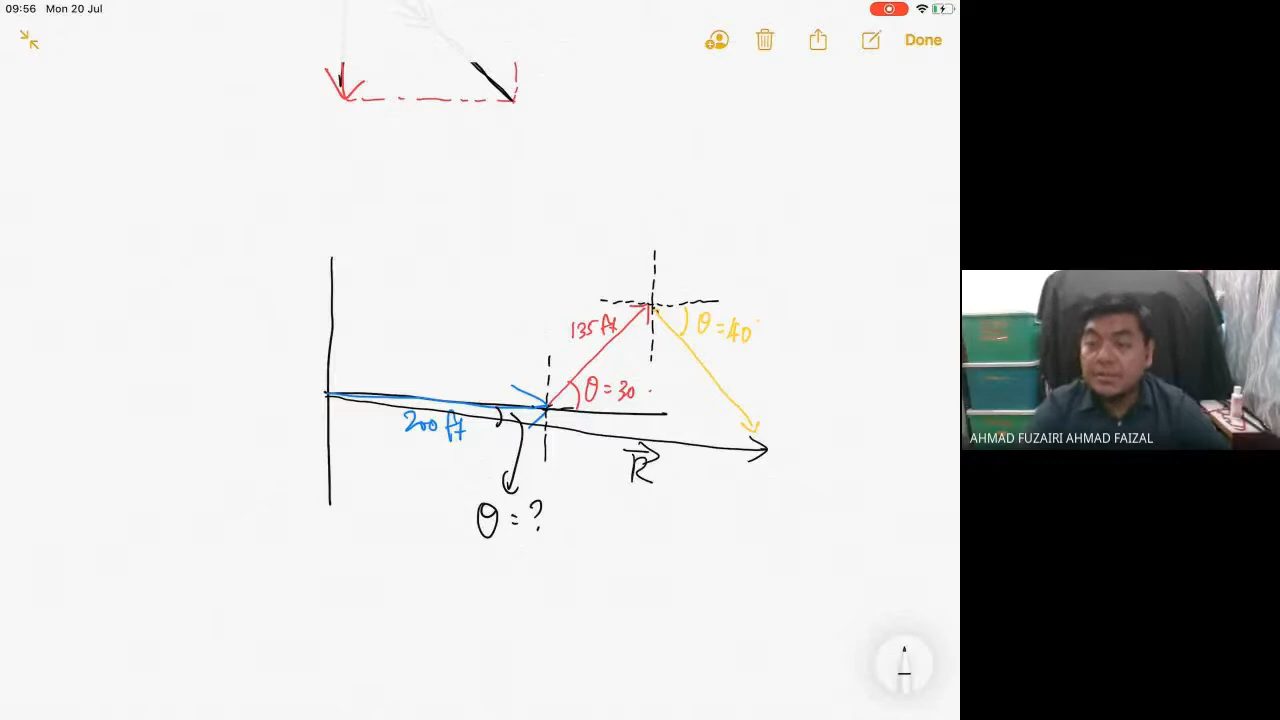 09:56 Mon 20 Jul
Done
135 ft
θ = 40°
θ = 30°
200 ft
R
θ = ?
AHMAD FUZAIRI AHMAD FAIZAL